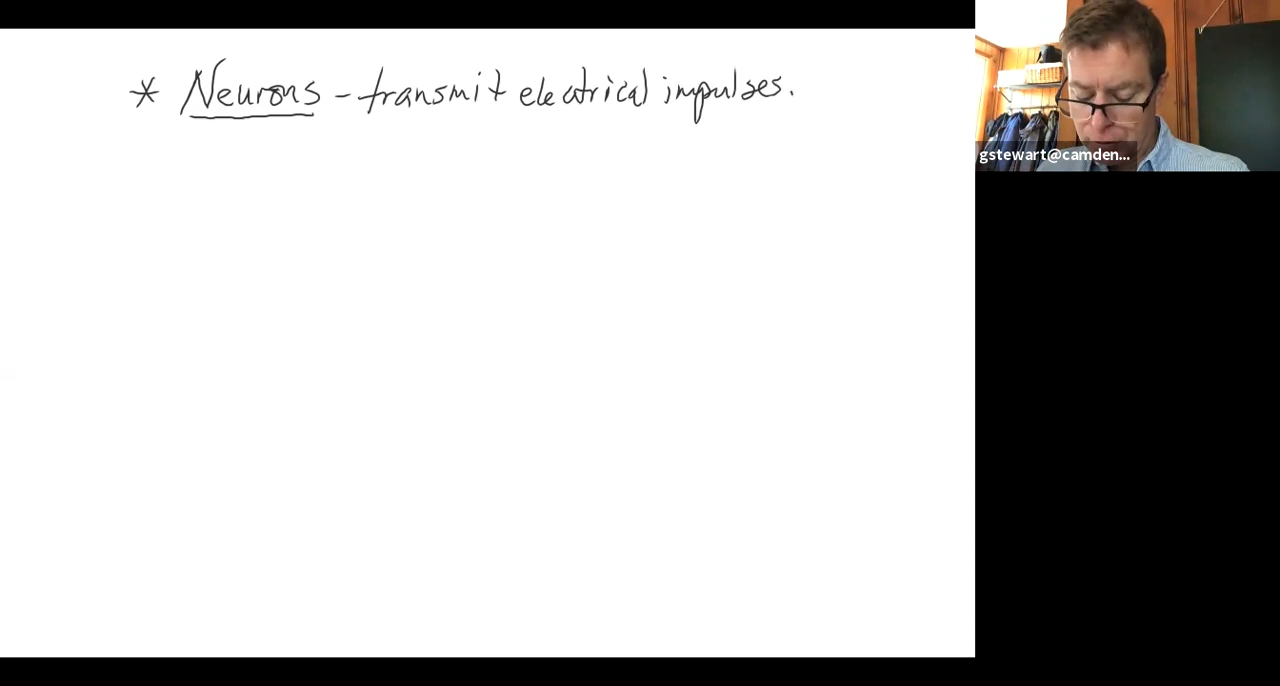 * Neurons - transmit electrical impulses.
gstewart@camden...